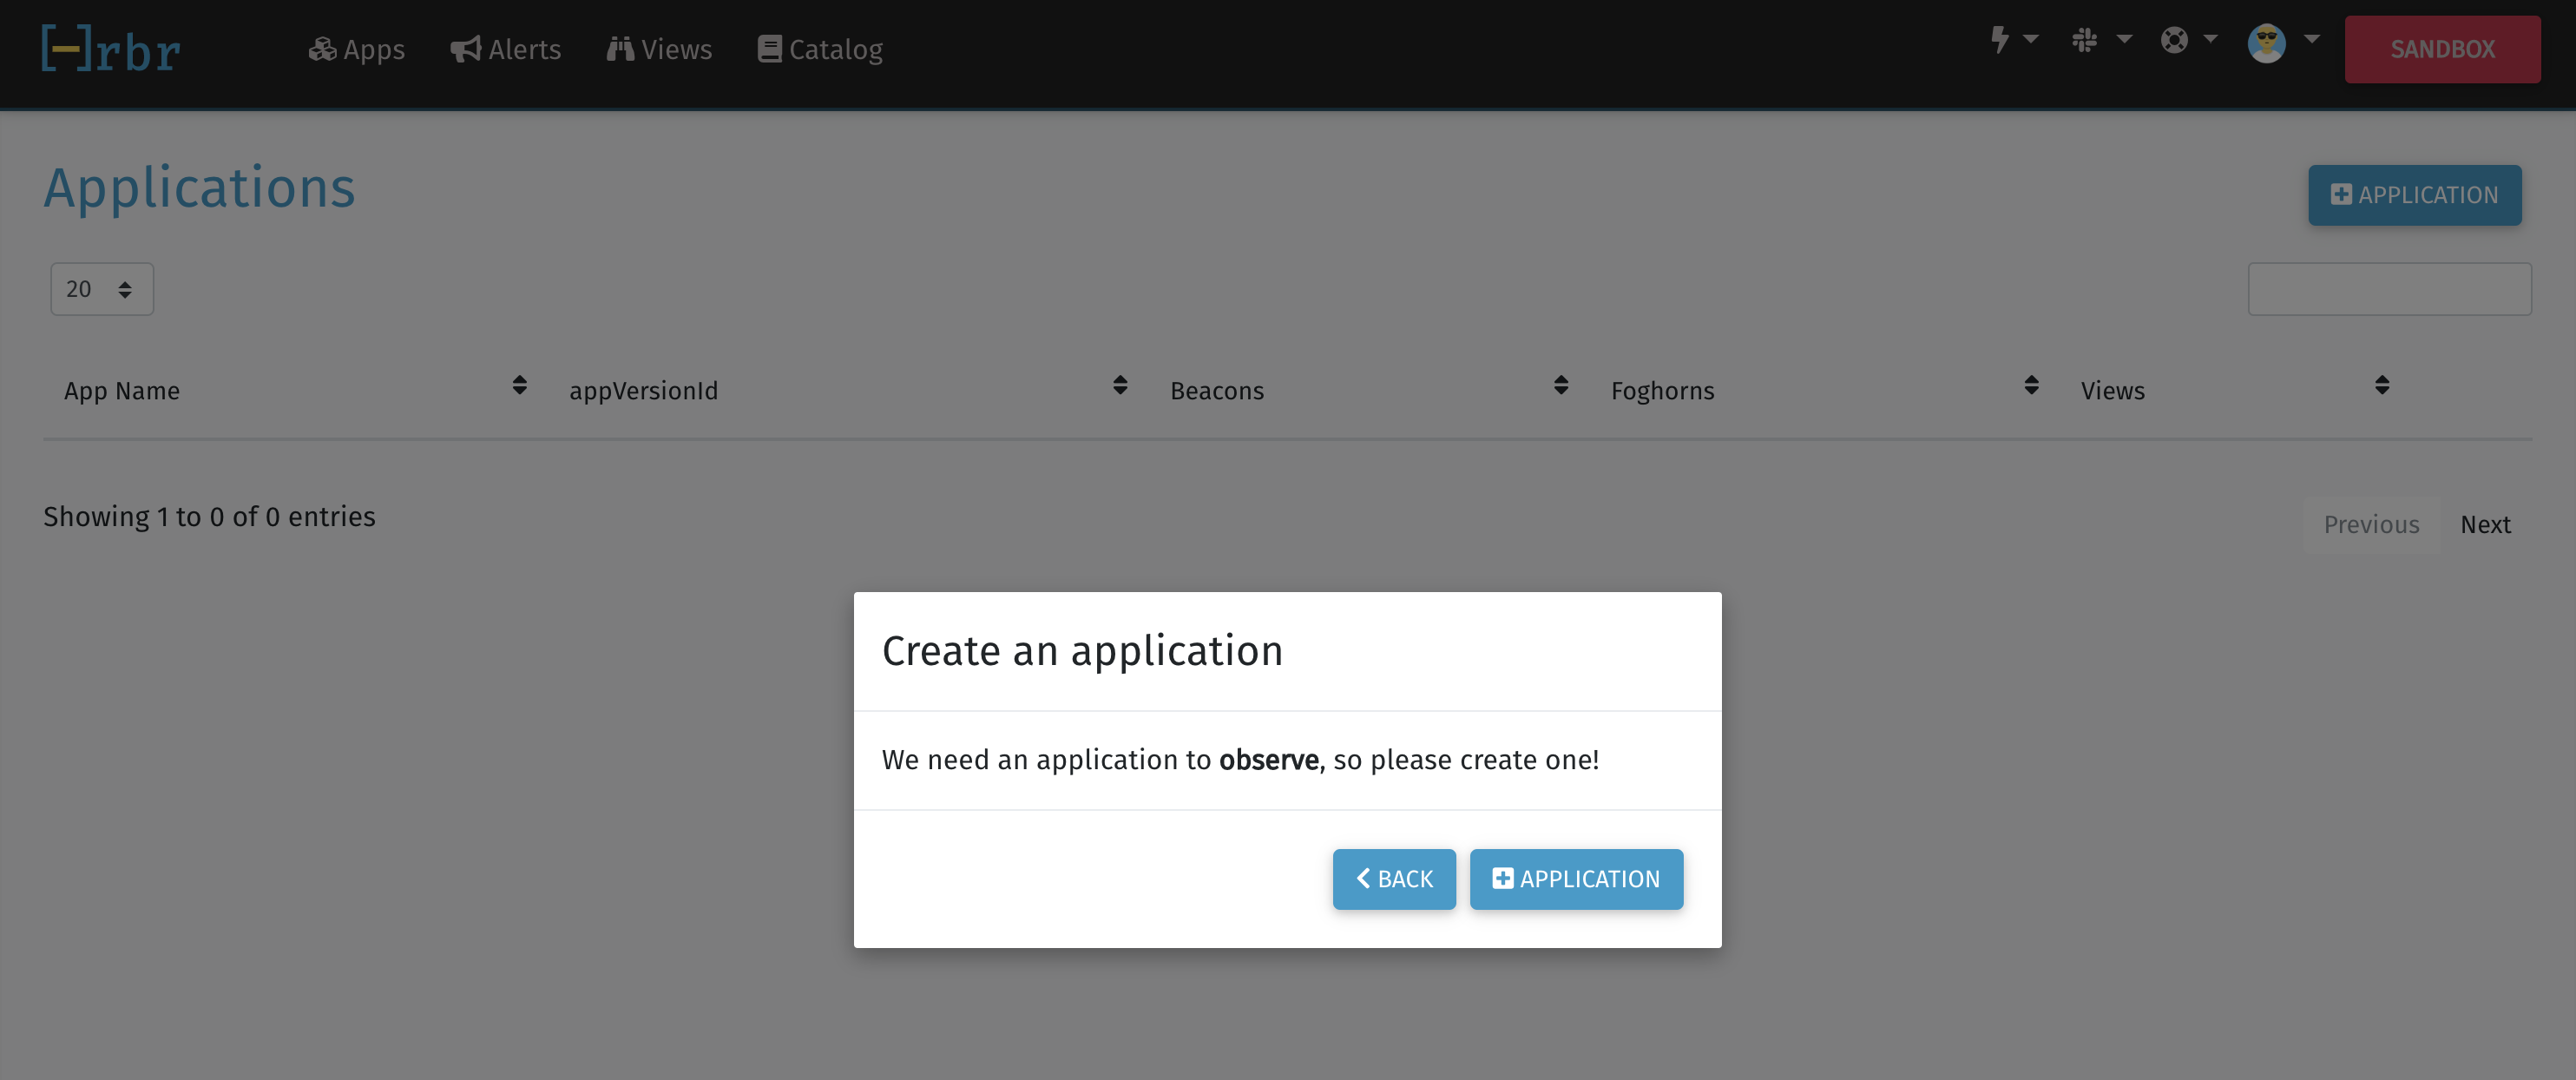 [-]rbr Apps Alerts Views Catalog SANDBOX
Applications
APPLICATION
20
App Name appVersionId Beacons Foghorns Views
Showing 1 to 0 of 0 entries
Previous Next
Create an application
We need an application to observe, so please create one!
BACK APPLICATION